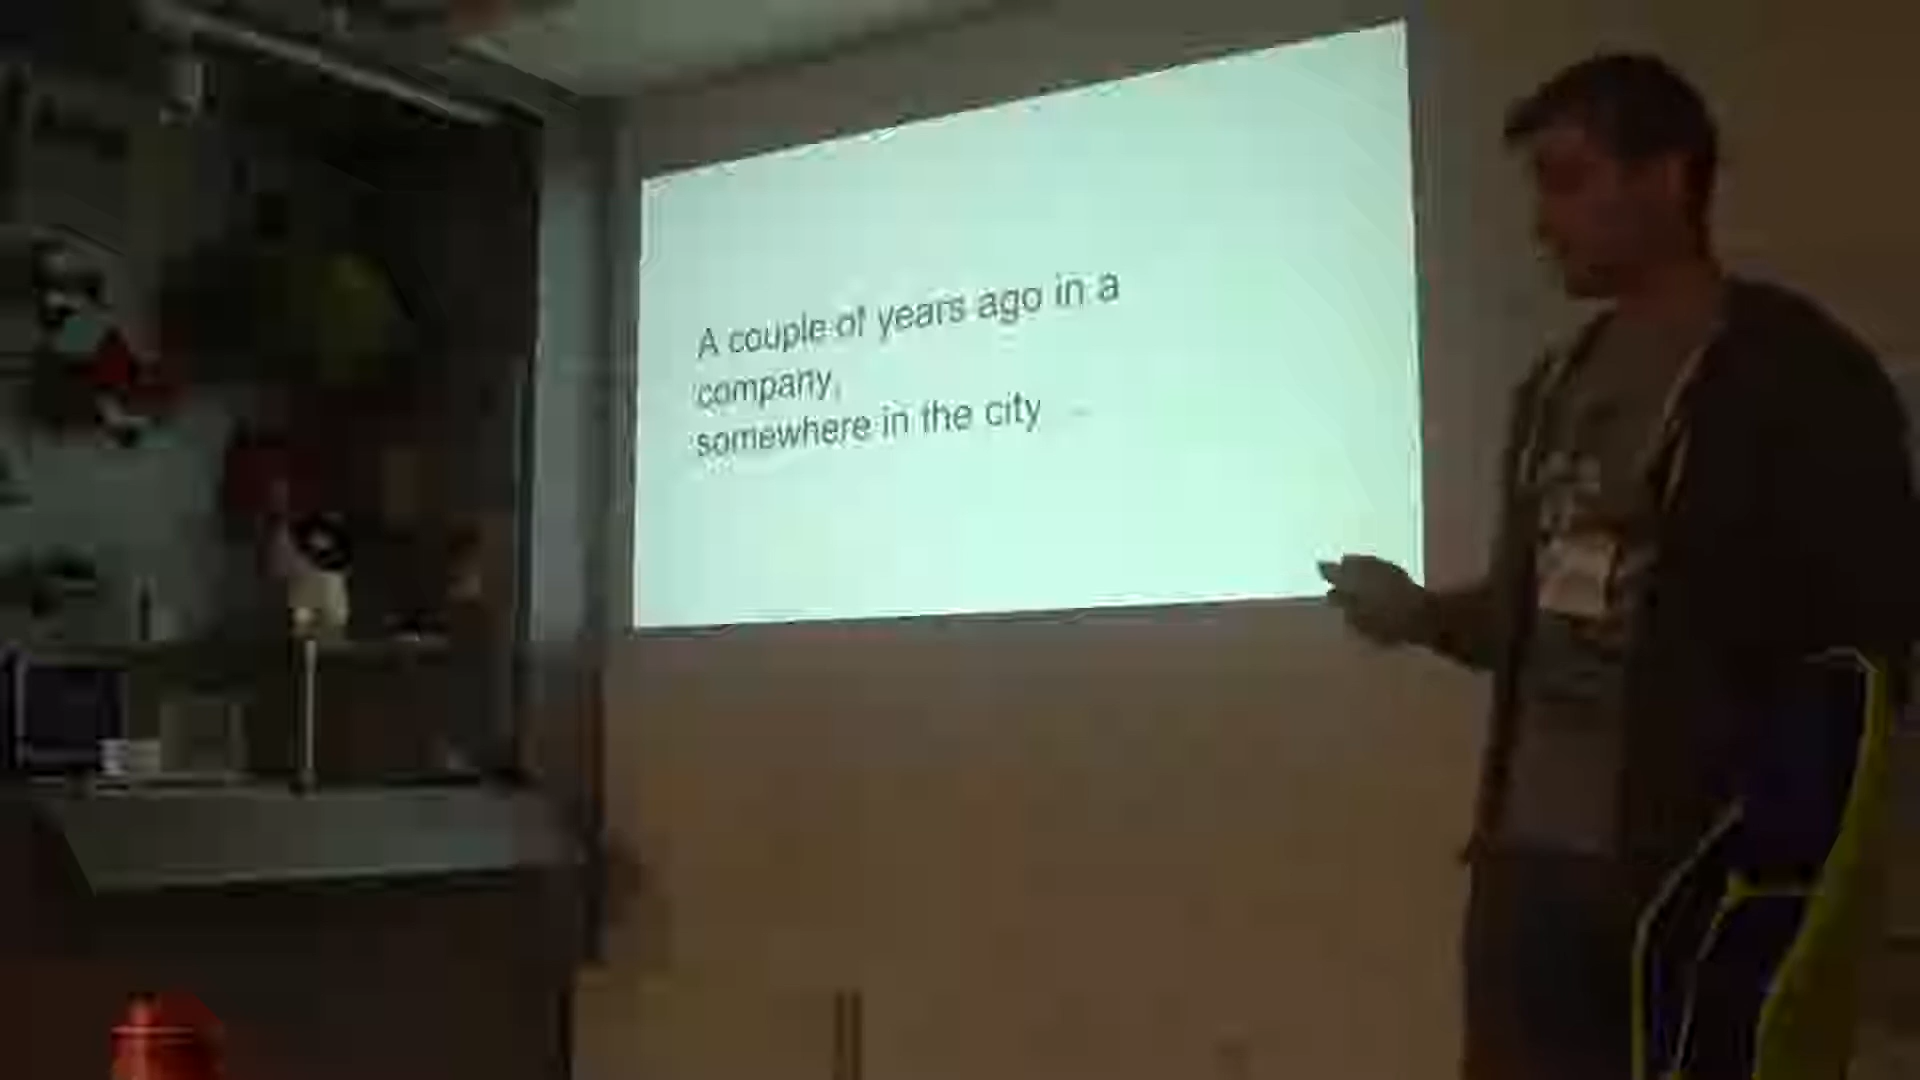 A couple of years ago in a
company,
somewhere in the city